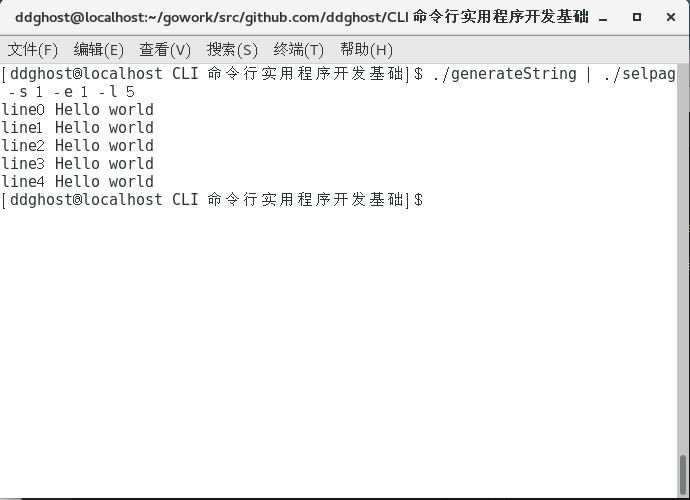 ddghost@localhost:~/gowork/src/github.com/ddghost/CLI 命令行实用程序开发基础
文件(F) 编辑(E) 查看(V) 搜索(S) 终端(T) 帮助(H)
[ddghost@localhost CLI 命令行实用程序开发基础]$ ./generateString | ./selpag
-s 1 -e 1 -l 5
line0 Hello world
line1 Hello world
line2 Hello world
line3 Hello world
line4 Hello world
[ddghost@localhost CLI 命令行实用程序开发基础]$